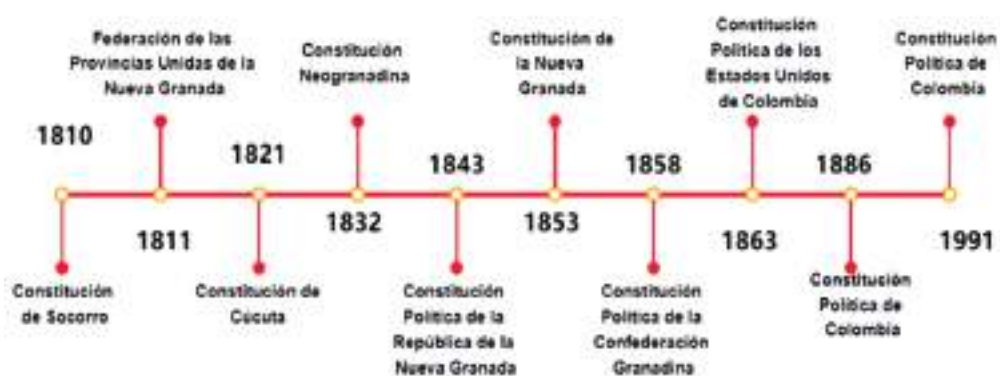 1810
Constitución
de Socorro
Federación de las
Provincias Unidas de la
Nueva Granada
1811
1821
Constitución de
Cúcuta
Constitución
Neogranadina
1832
1843
Constitución
Política de la
República de la
Nueva Granada
Constitución de
la Nueva
Granada
1853
1858
Constitución
Política de la
Confederación
Granadina
Constitución
Política de los
Estados Unidos
de Colombia
1863
1886
Constitución
Política de
Colombia
Constitución
Política de
Colombia
1991